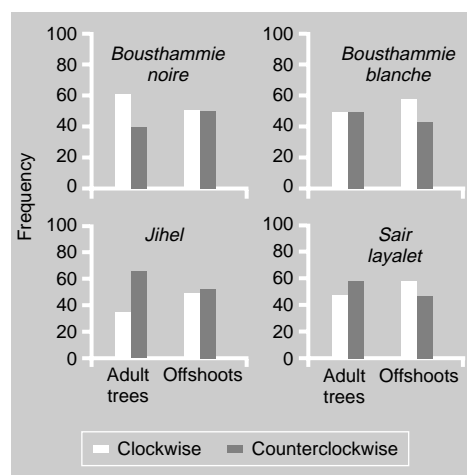 Frequency
100
80
60
40
20
0
Bousthammie
noire
100
80
60
40
20
0
Bousthammie
blanche
100
80
60
40
20
0
Jihel
Adult
trees
Offshoots
100
80
60
40
20
0
Sair
layalet
Adult
trees
Offshoots
Clockwise
Counterclockwise